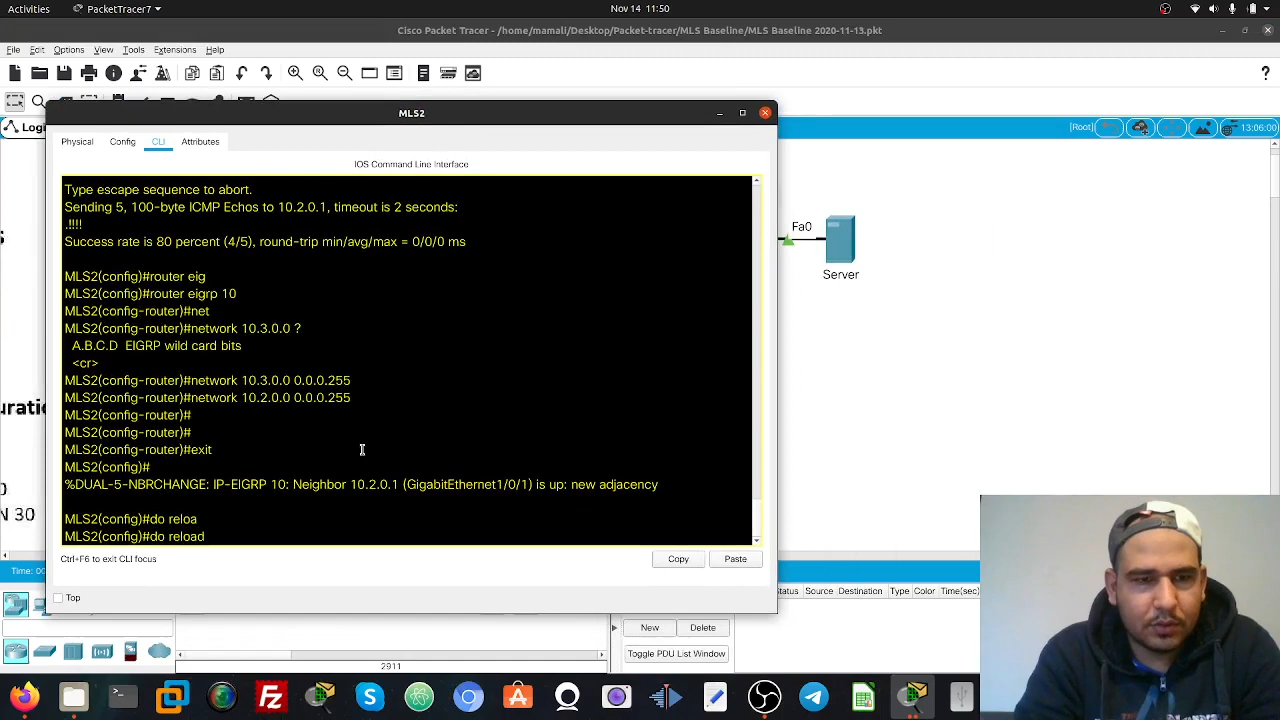 Activities
PacketTracer7
Nov 14 11:50
Cisco Packet Tracer - /home/mamali/Desktop/Packet-tracer/MLS Baseline/MLS Baseline 2020-11-13.pkt
File Edit Options View Tools Extensions Help
MLS2
[Root]
13:06:00
Physical Config CLI Attributes
IOS Command Line Interface
Type escape sequence to abort.
Sending 5, 100-byte ICMP Echos to 10.2.0.1, timeout is 2 seconds:
.!!!!
Success rate is 80 percent (4/5), round-trip min/avg/max = 0/0/0 ms
MLS2(config)#router eig
MLS2(config)#router eigrp 10
MLS2(config-router)#net
MLS2(config-router)#network 10.3.0.0 ?
A.B.C.D EIGRP wild card bits
<cr>
MLS2(config-router)#network 10.3.0.0 0.0.0.255
MLS2(config-router)#network 10.2.0.0 0.0.0.255
MLS2(config-router)#
MLS2(config-router)#
MLS2(config-router)#exit
MLS2(config)#
%DUAL-5-NBRCHANGE: IP-EIGRP 10: Neighbor 10.2.0.1 (GigabitEthernet1/0/1) is up: new adjacency
MLS2(config)#do reloa
MLS2(config)#do reload
Ctrl+F6 to exit CLI focus
Copy
Paste
Top
Fa0
Server
N 30
Source Destination Type Color Time(sec)
New
Delete
Toggle PDU List Window
2911